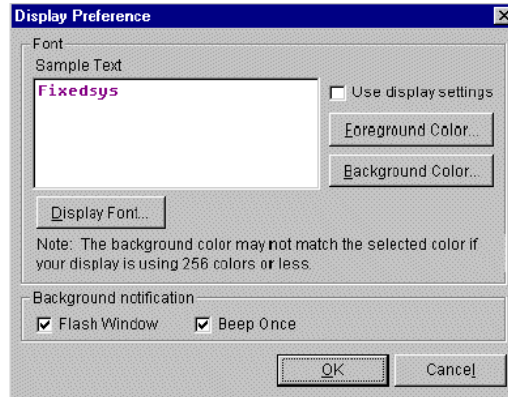 Display Preference
Font
Sample Text
Fixedsys
Use display settings
Foreground Color...
Background Color...
Display Font...
Note: The background color may not match the selected color if
your display is using 256 colors or less.
Background notification
Flash Window
Beep Once
OK
Cancel